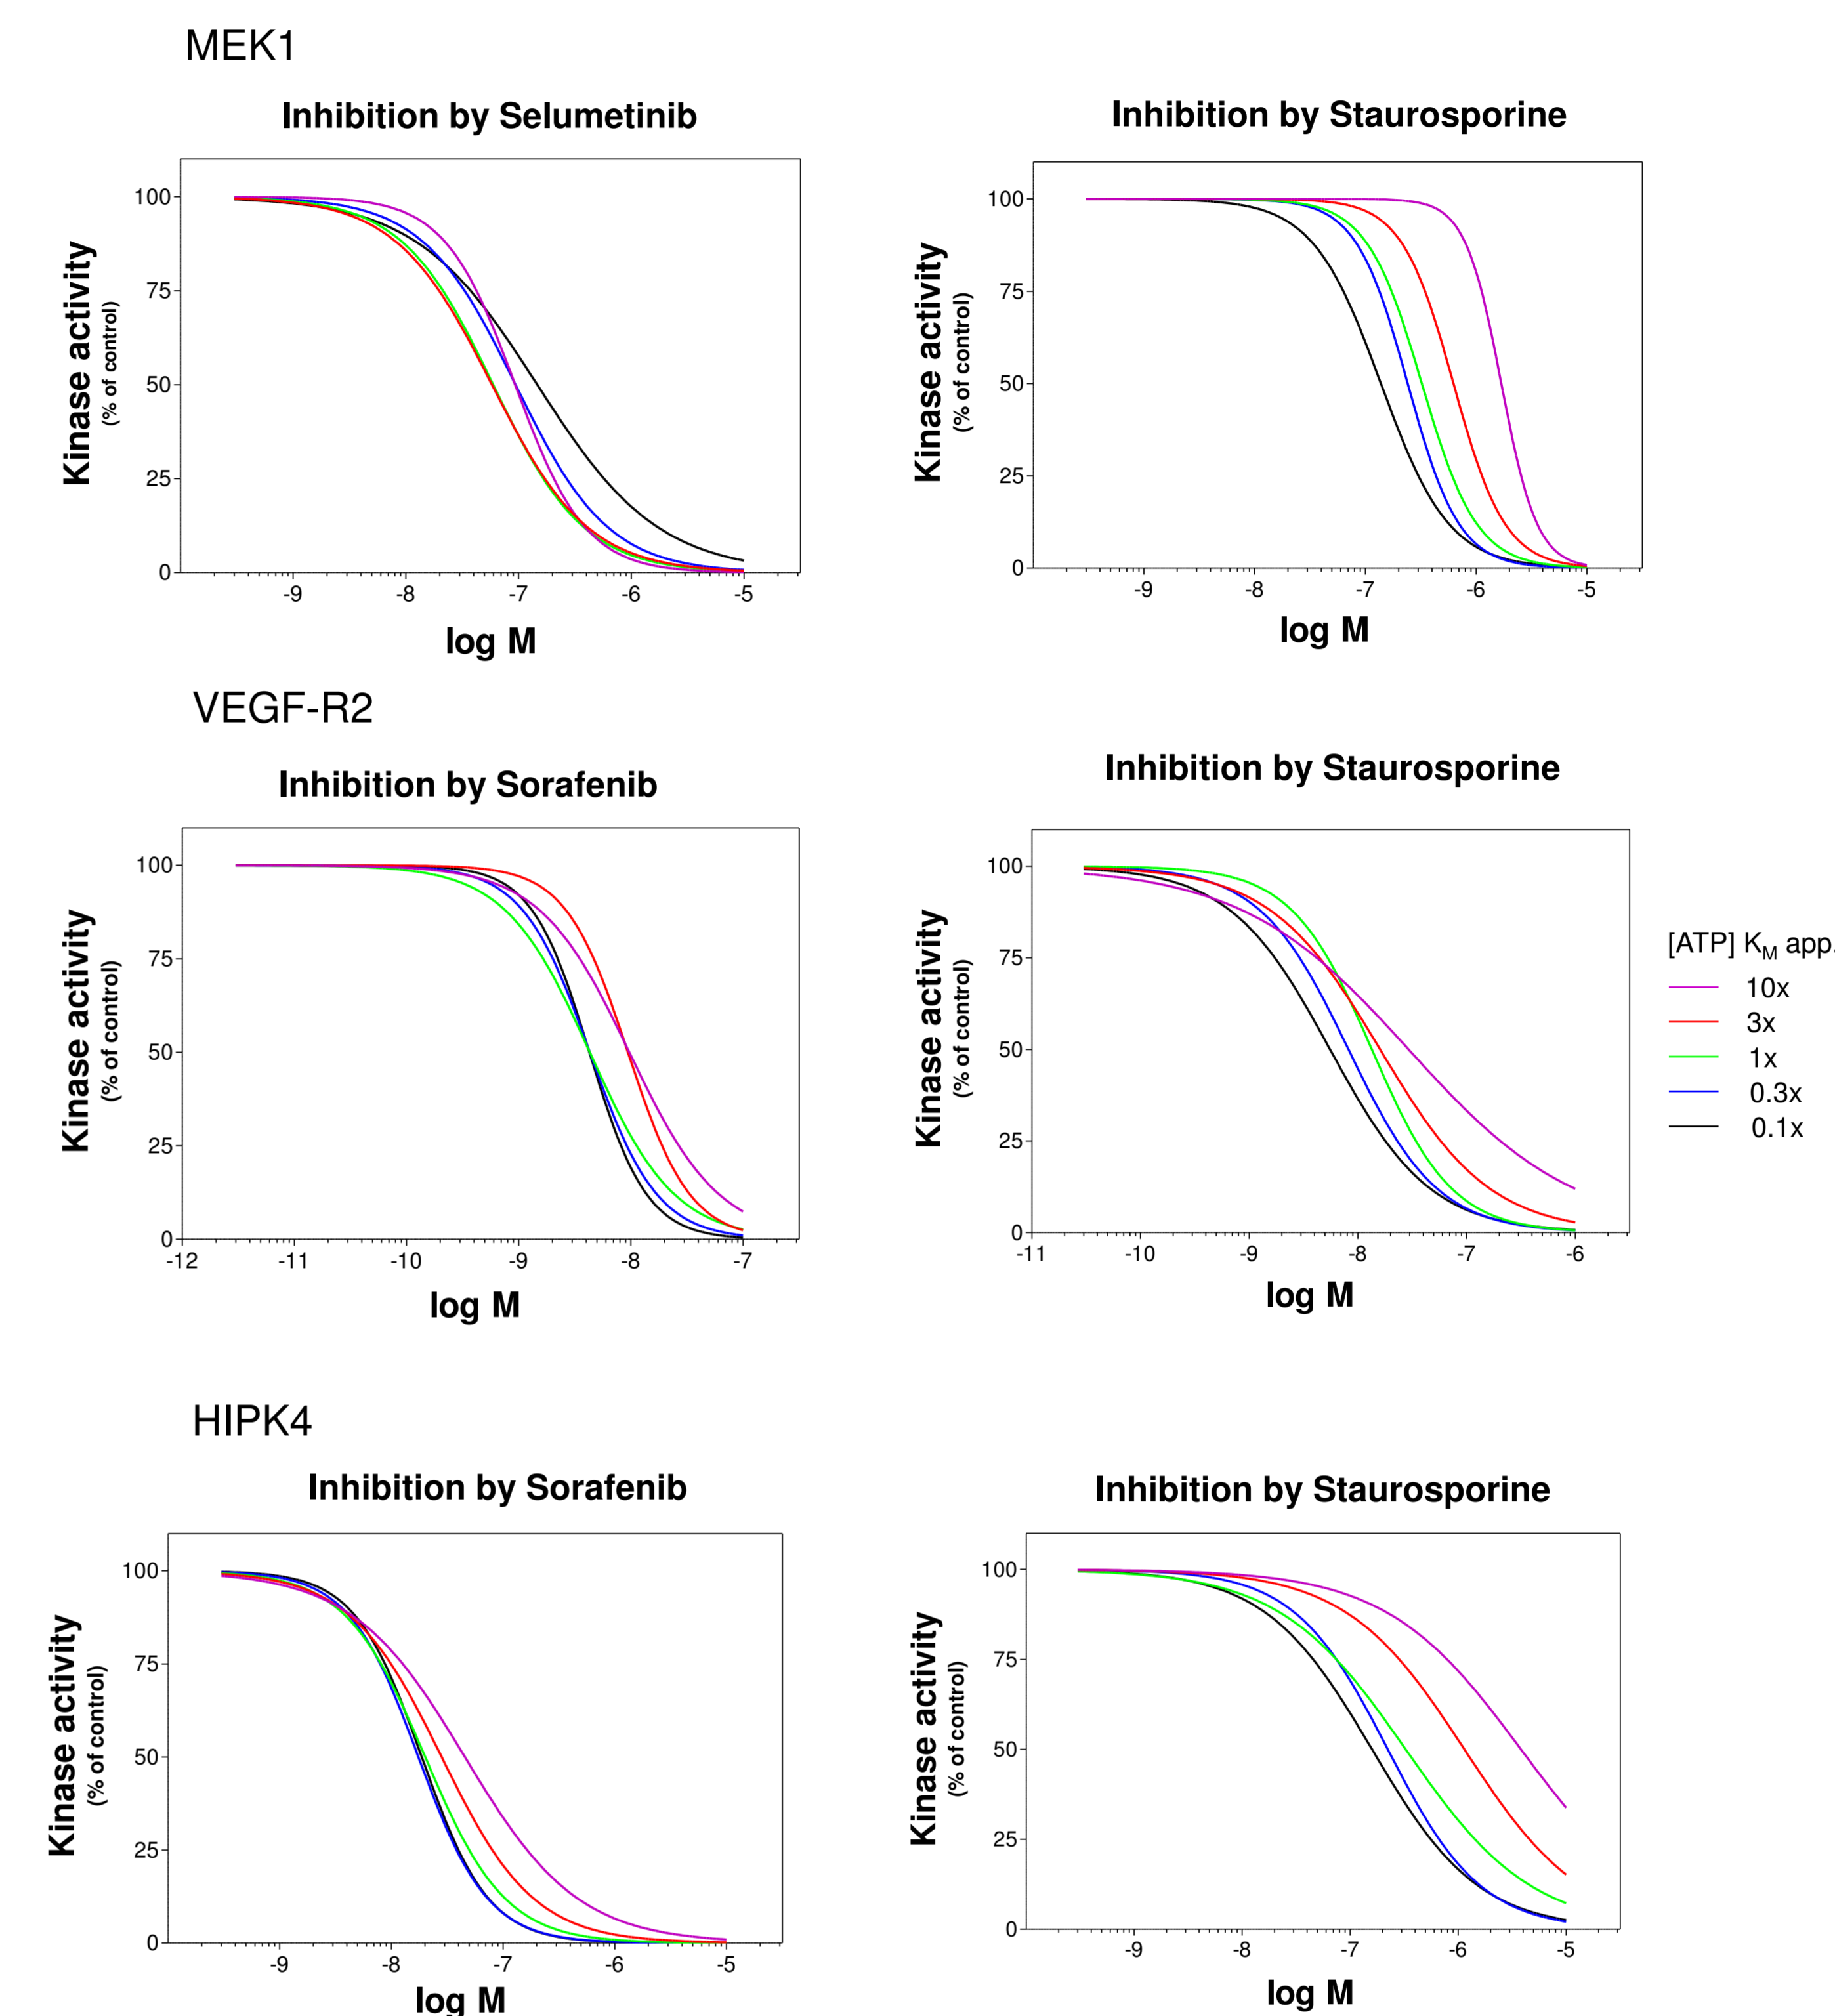 MEK1
Inhibition by Selumetinib
Kinase activity
(% of control)
100
75
50
25
0
-9 -8 -7 -6 -5
log M
Inhibition by Staurosporine
Kinase activity
(% of control)
100
75
50
25
0
-9 -8 -7 -6 -5
log M
VEGF-R2
Inhibition by Sorafenib
Kinase activity
(% of control)
100
75
50
25
0
-12 -11 -10 -9 -8 -7
log M
Inhibition by Staurosporine
Kinase activity
(% of control)
100
75
50
25
0
-11 -10 -9 -8 -7 -6
log M
[ATP] KM app.
10x
3x
1x
0.3x
0.1x
HIPK4
Inhibition by Sorafenib
Kinase activity
(% of control)
100
75
50
25
0
-9 -8 -7 -6 -5
log M
Inhibition by Staurosporine
Kinase activity
(% of control)
100
75
50
25
0
-9 -8 -7 -6 -5
log M